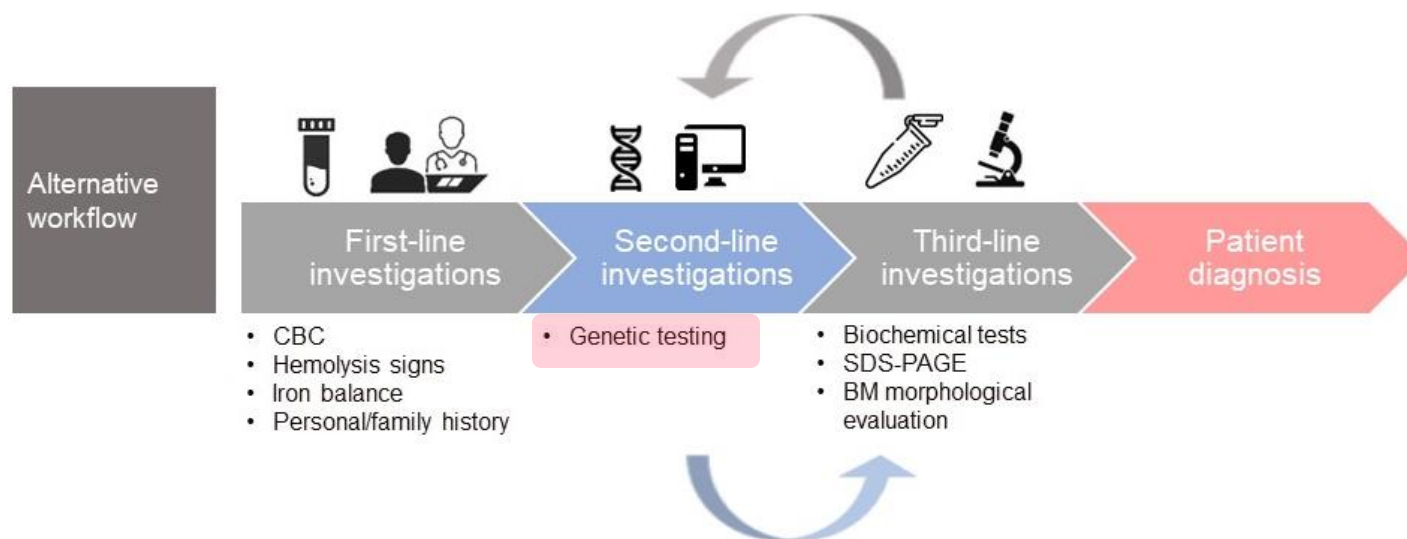 Alternative
workflow
First-line
investigations
Second-line
investigations
Third-line
investigations
Patient
diagnosis
• CBC
• Hemolysis signs
• Iron balance
• Personal/family history
• Genetic testing
• Biochemical tests
• SDS-PAGE
• BM morphological
evaluation